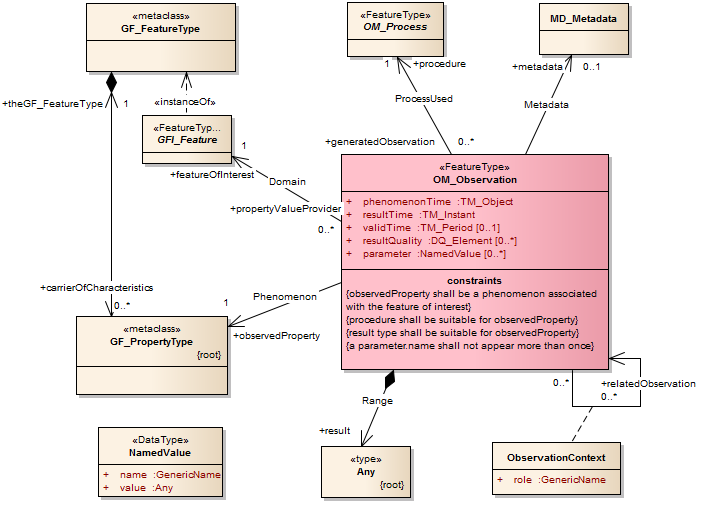 «metaclass»
GF_FeatureType
«FeatureType»
OM_Process
MD_Metadata
1
+procedure
+metadata
0..1
ProcessUsed
Metadata
+theGF_FeatureType
1
«instanceOf»
«FeatureTyp...
GFI_Feature
1
+generatedObservation
0..*
+featureOfInterest
Domain
+propertyValueProvider
0..*
«FeatureType»
OM_Observation
+ phenomenonTime :TM_Object
+ resultTime :TM_Instant
+ validTime :TM_Period [0..1]
+ resultQuality :DQ_Element [0..*]
+ parameter :NamedValue [0..*]
constraints
{observedProperty shall be a phenomenon associated
with the feature of interest}
{procedure shall be suitable for observedProperty}
{result type shall be suitable for observedProperty}
{a parameter.name shall not appear more than once}
+carrierOfCharacteristics
0..*
1
Phenomenon
+observedProperty
«metaclass»
GF_PropertyType
{root}
0..*
+relatedObservation
0..*
Range
+result
«DataType»
NamedValue
+ name :GenericName
+ value :Any
«type»
Any
{root}
ObservationContext
+ role :GenericName